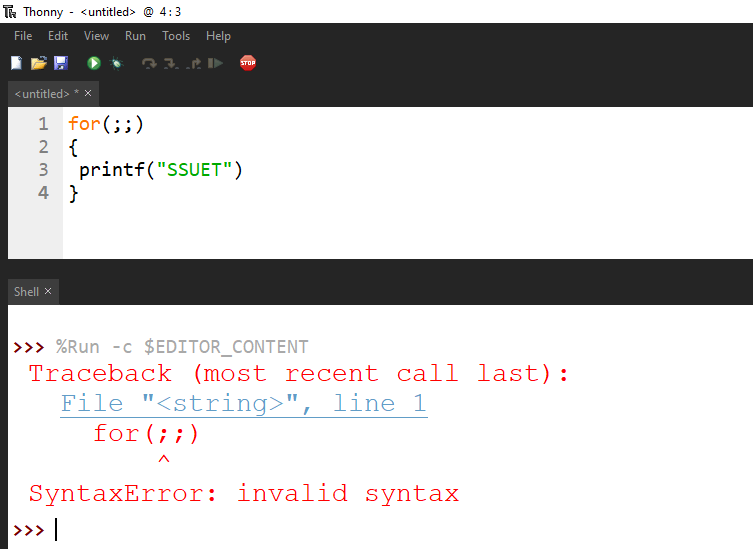 Thonny - <untitled> @ 4:3
File Edit View Run Tools Help
STOP
<untitled> * ×
1 for(;;)
2 {
3  printf("SSUET")
4 }
Shell ×
>>> %Run -c $EDITOR_CONTENT
Traceback (most recent call last):
  File "<string>", line 1
    for(;;)
        ^
SyntaxError: invalid syntax
>>>